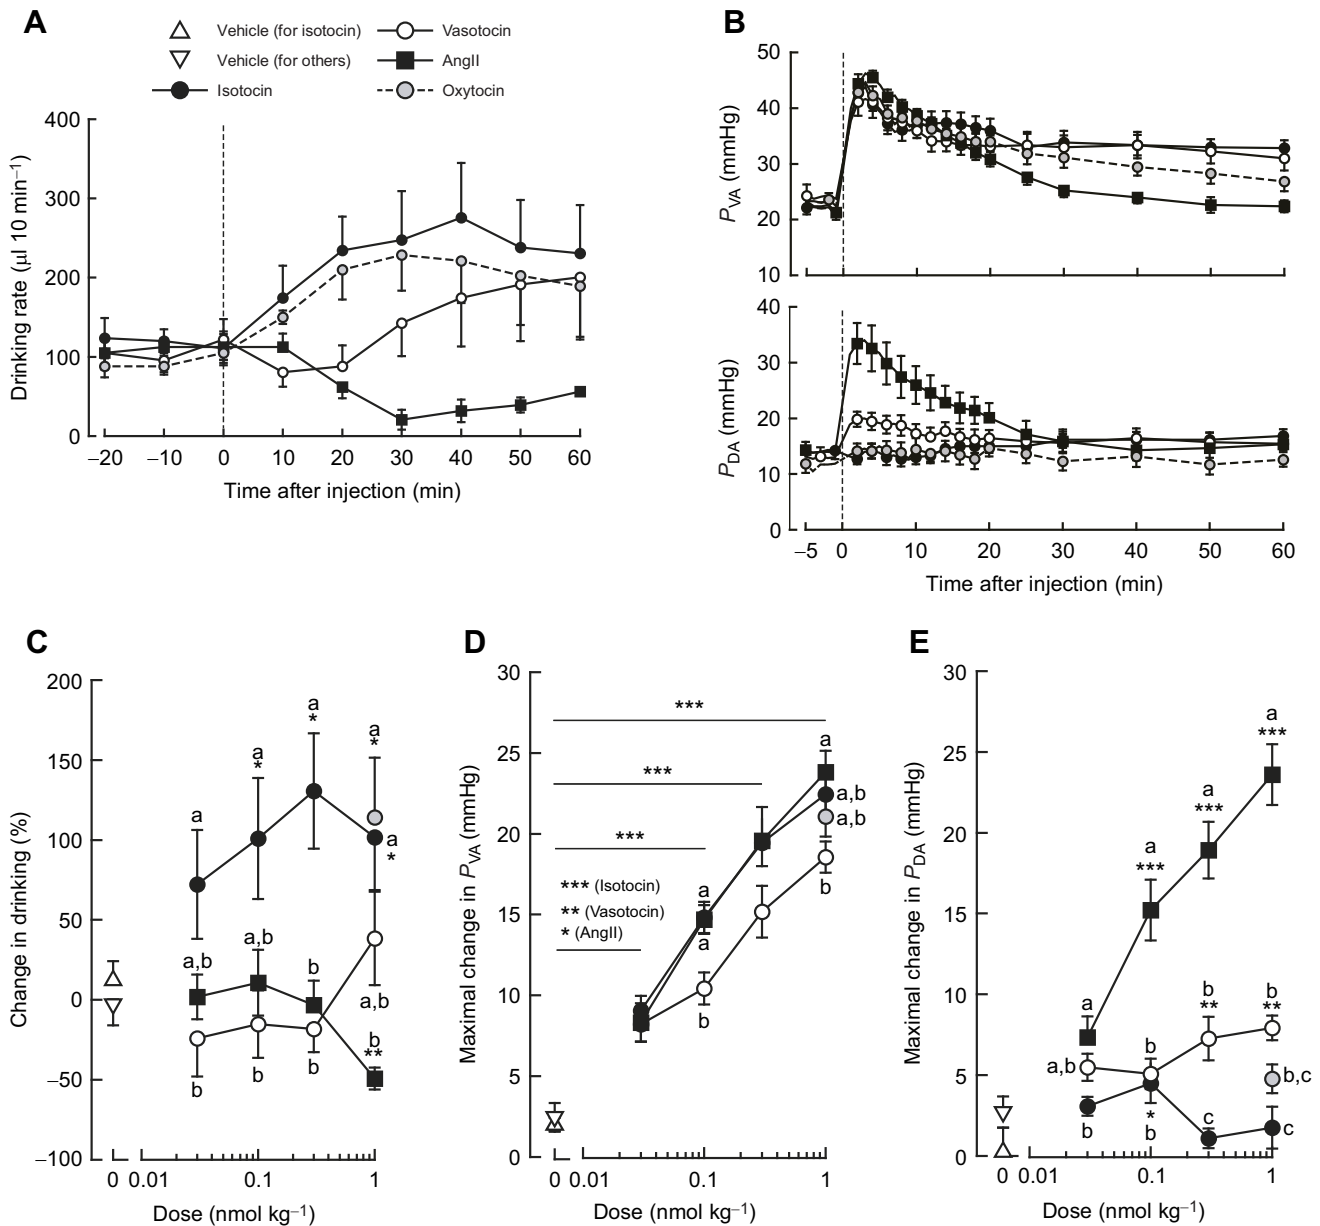 A
Vehicle (for isotocin)
Vasotocin
Vehicle (for others)
AngII
Isotocin
Oxytocin
400
300
200
100
0
Drinking rate (µl 10 min−1)
−20 −10 0 10 20 30 40 50 60
Time after injection (min)
B
50
40
30
20
10
PVA (mmHg)
40
30
20
10
0
PDA (mmHg)
−5 0 10 20 30 40 50 60
Time after injection (min)
C
200
150
100
50
0
−50
−100
Change in drinking (%)
a
a
*
a
*
a
*
a
*
a,b
a,b
b
a,b
b
**
b
b
b
0 0.01 0.1 1
Dose (nmol kg−1)
D
30
25
20
15
10
5
0
Maximal change in PVA (mmHg)
***
***
***
*** (Isotocin)
** (Vasotocin)
* (AngII)
a
a,b
a,b
b
a
a
b
0 0.01 0.1 1
Dose (nmol kg−1)
E
30
25
20
15
10
5
0
Maximal change in PDA (mmHg)
a
***
a
***
a
***
a
a,b
b
b
**
b
**
b,c
b
*
b
c
c
0 0.01 0.1 1
Dose (nmol kg−1)